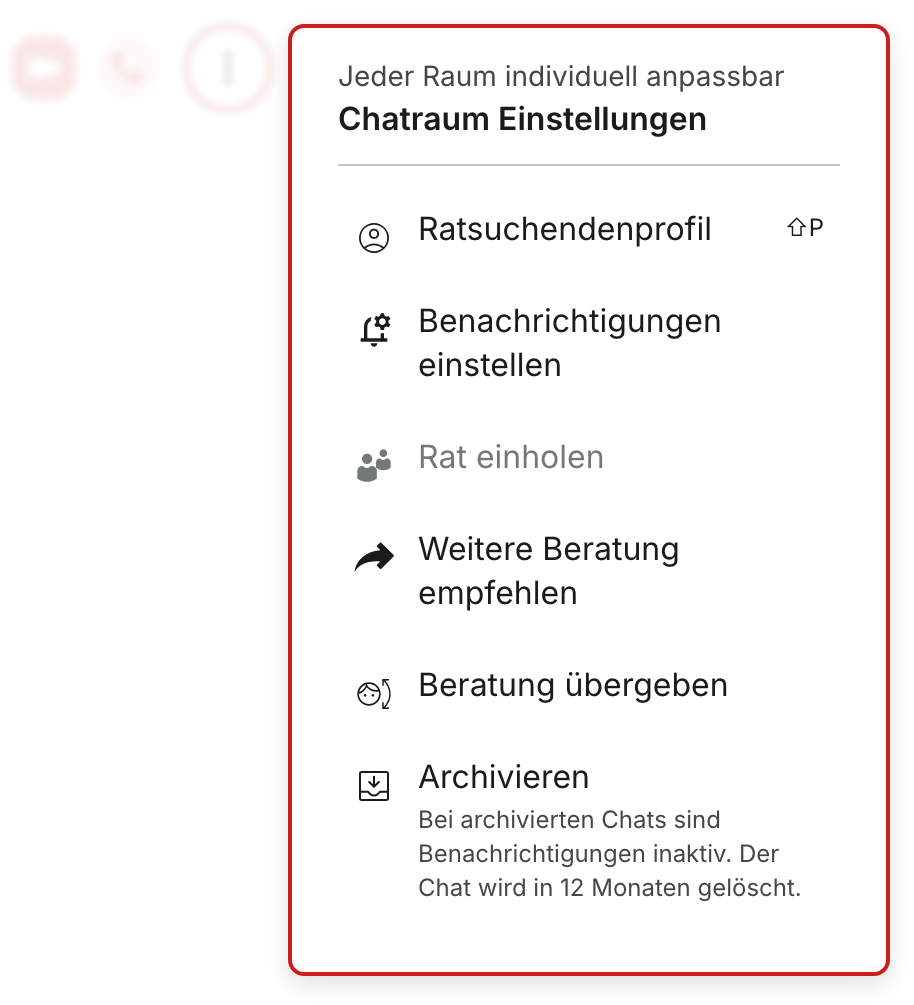 Jeder Raum individuell anpassbar
Chatraum Einstellungen
Ratsuchendenprofil ⇧P
Benachrichtigungen
einstellen
Rat einholen
Weitere Beratung
empfehlen
Beratung übergeben
Archivieren
Bei archivierten Chats sind
Benachrichtigungen inaktiv. Der
Chat wird in 12 Monaten gelöscht.